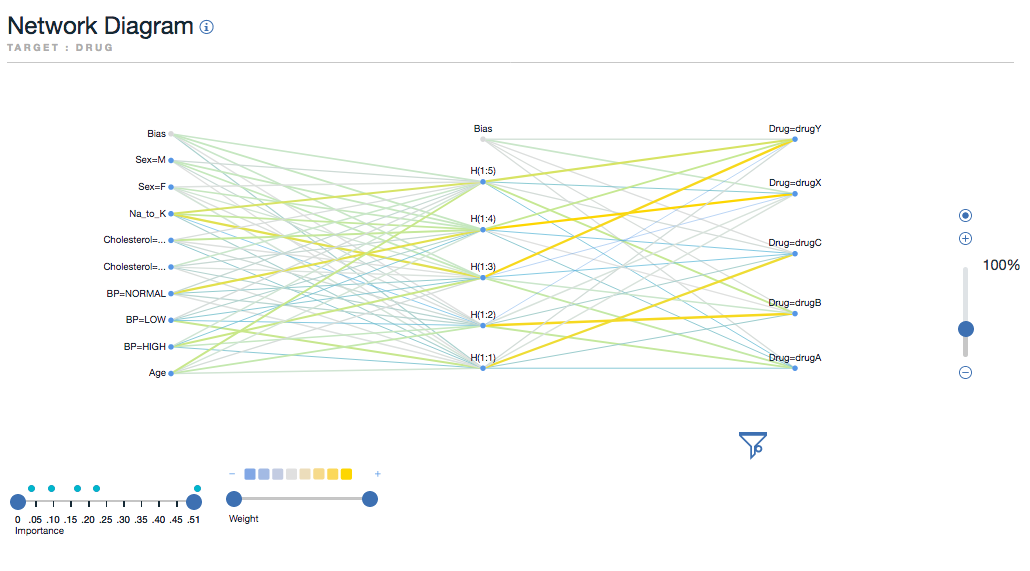 Network Diagram
TARGET : DRUG
Bias
Sex=M
Sex=F
Na_to_K
Cholesterol=...
Cholesterol=...
BP=NORMAL
BP=LOW
BP=HIGH
Age
Bias
H(1:5)
H(1:4)
H(1:3)
H(1:2)
H(1:1)
Drug=drugY
Drug=drugX
Drug=drugC
Drug=drugB
Drug=drugA
100%
0 .05 .10 .15 .20 .25 .30 .35 .40 .45 .51
Importance
− +
Weight